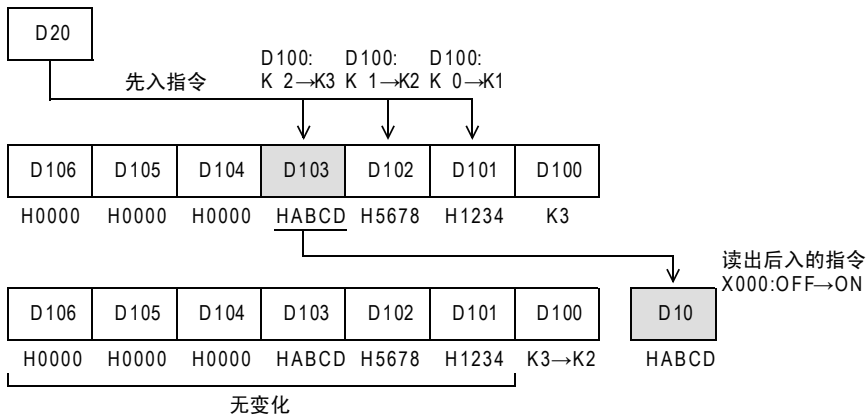 D20
先入指令
D100: D100: D100:
K 2→K3 K 1→K2 K 0→K1
D106 D105 D104 D103 D102 D101 D100
H0000 H0000 H0000 HABCD H5678 H1234 K3
读出后入的指令
X000:OFF→ON
D106 D105 D104 D103 D102 D101 D100 D10
H0000 H0000 H0000 HABCD H5678 H1234 K3→K2 HABCD
无变化